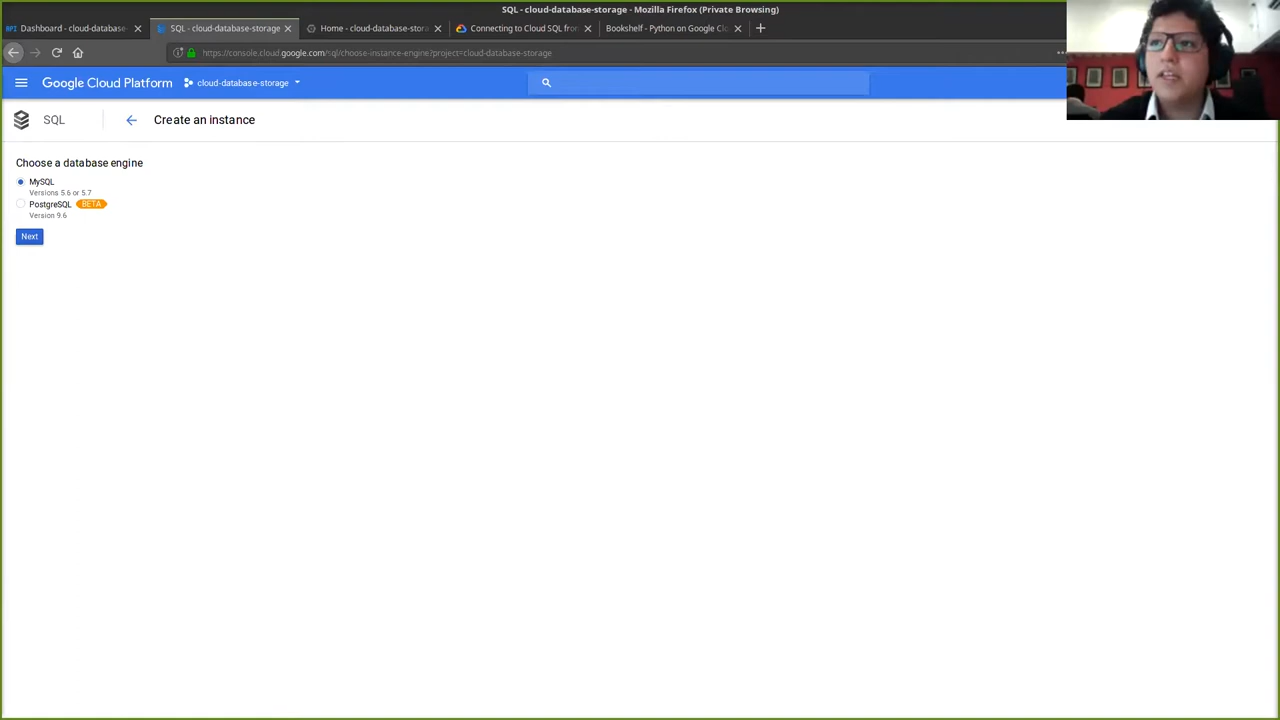 SQL - cloud-database-storage - Mozilla Firefox (Private Browsing)
API Dashboard - cloud-database-
SQL - cloud-database-storage
Home - cloud-database-stora
Connecting to Cloud SQL fro
Bookshelf - Python on Google Clo
https://console.cloud.google.com/sql/choose-instance-engine?project=cloud-database-storage
Google Cloud Platform
cloud-database-storage
SQL
Create an instance
Choose a database engine
MySQL
Versions 5.6 or 5.7
PostgreSQL BETA
Version 9.6
Next